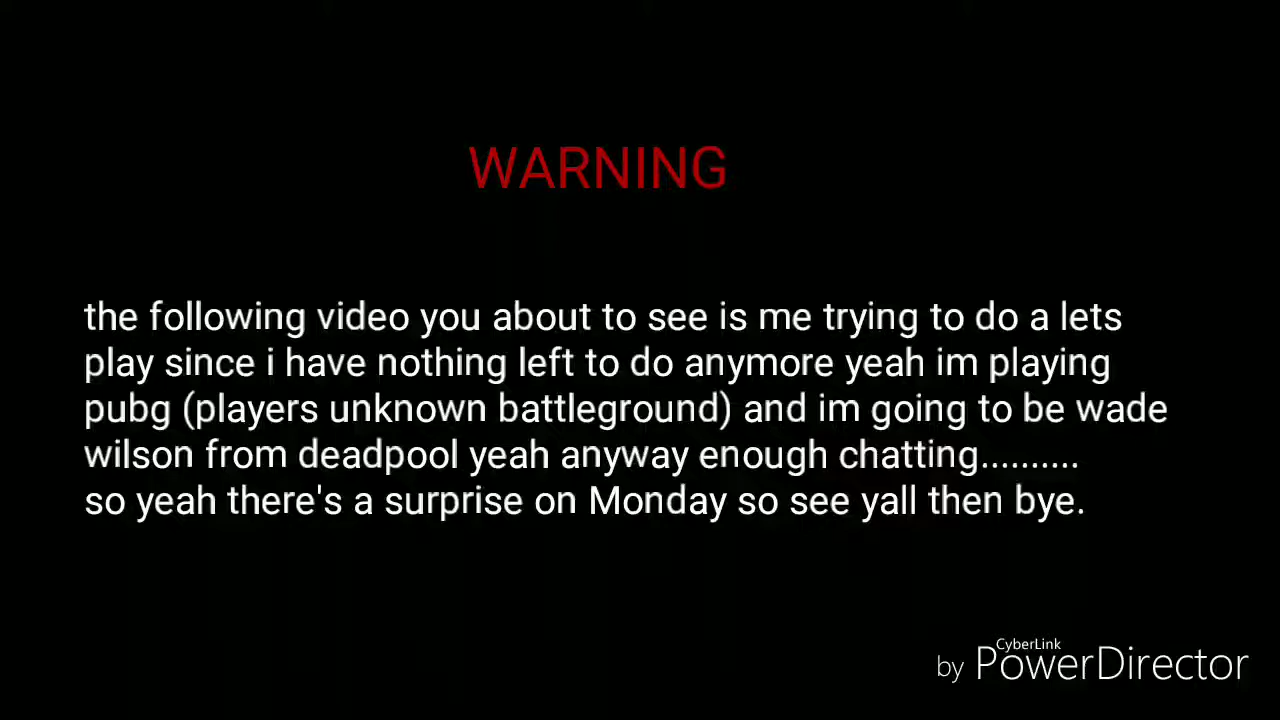 WARNING
the following video you about to see is me trying to do a lets
play since i have nothing left to do anymore yeah im playing
pubg (players unknown battleground) and im going to be wade
wilson from deadpool yeah anyway enough chatting..........
so yeah there's a surprise on Monday so see yall then bye.
CyberLink
by PowerDirector